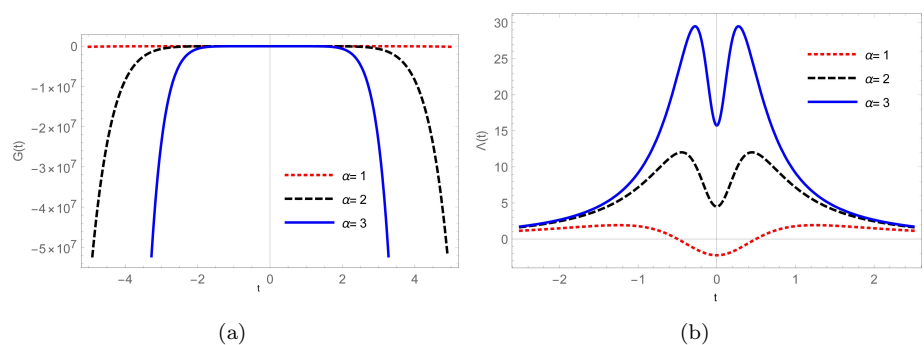 0
-1×10⁷
-2×10⁷
-3×10⁷
-4×10⁷
-5×10⁷
G(t)
α= 1
α= 2
α= 3
-4 -2 0 2 4
t
(a)
30
25
20
15
10
5
0
Λ(t)
α= 1
α= 2
α= 3
-2 -1 0 1 2
t
(b)